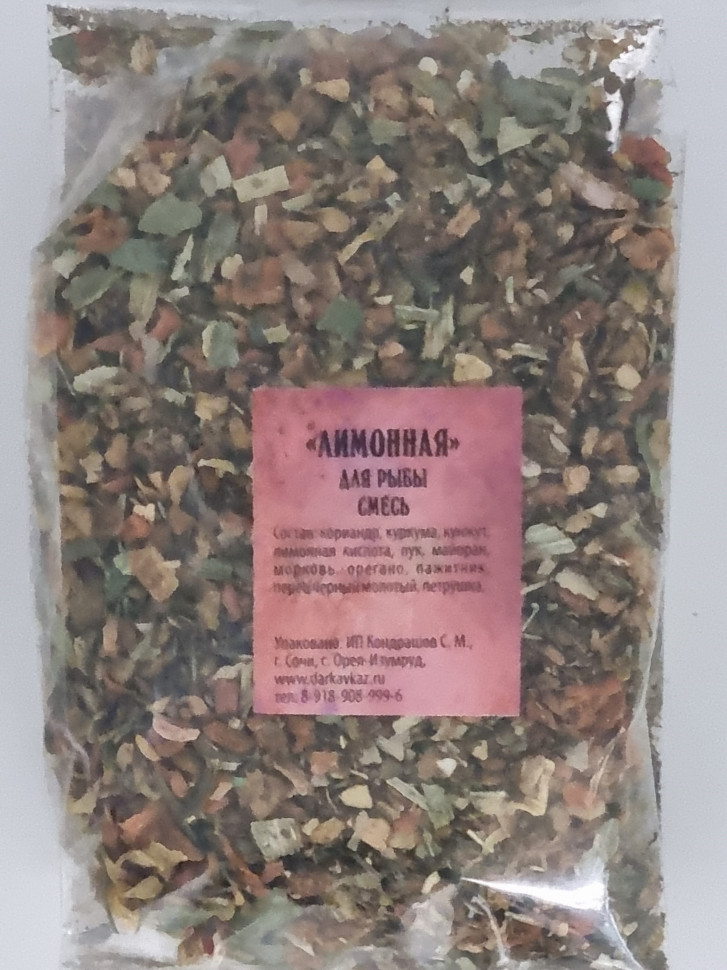 «ЛИМОННАЯ»
ДЛЯ РЫБЫ
СМЕСЬ
Состав: кориандр, куркума, кунжут,
лимонная кислота, лук, майоран,
морковь, орегано, пажитник,
перец черный молотый, петрушка.
Упаковано: ИП Кондрашов С. М.,
г. Сочи, г. Орел-Изумруд,
www.darkavkaz.ru
тел. 8-918-908-999-6